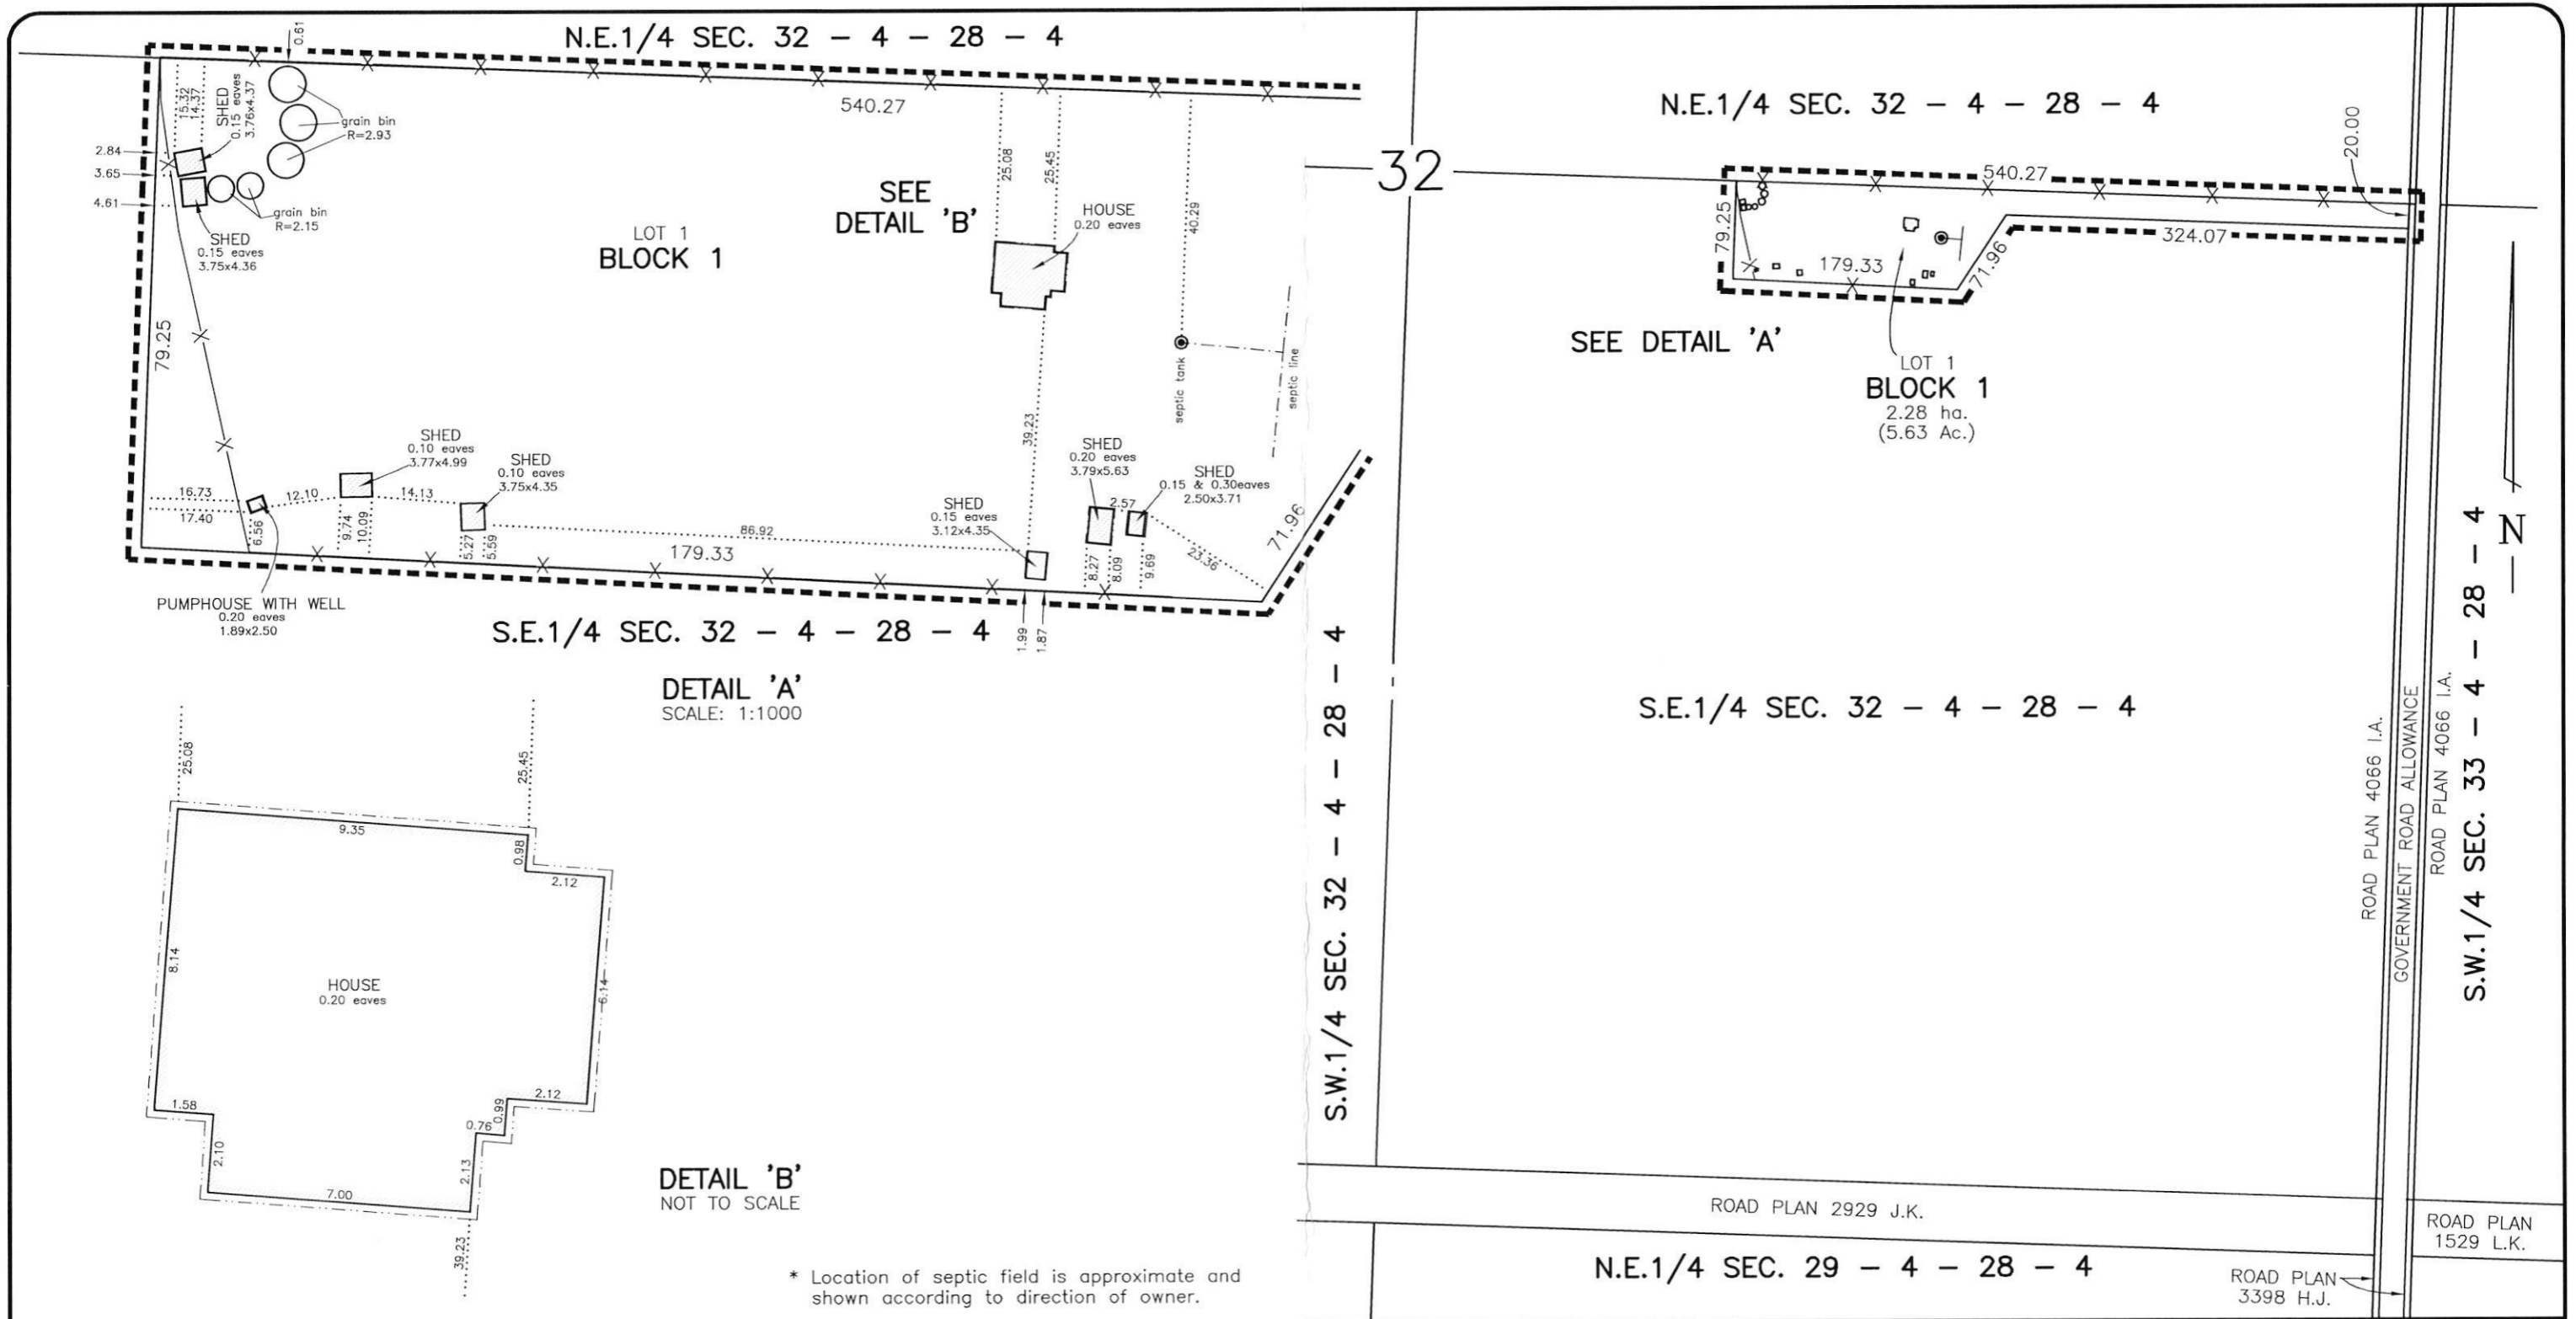 N.E.1/4 SEC. 32 – 4 – 28 – 4
0.61
15.32
14.37
SHED
0.15 eaves
3.76x4.37
grain bin
R=2.93
540.27
2.84
3.65
4.61
grain bin
R=2.15
SHED
0.15 eaves
3.75x4.36
LOT 1
BLOCK 1
SEE
DETAIL 'B'
25.08
25.45
HOUSE
0.20 eaves
40.29
79.25
septic tank
septic line
39.23
SHED
0.10 eaves
3.77x4.99
SHED
0.10 eaves
3.75x4.35
SHED
0.20 eaves
3.79x5.63
SHED
0.15 & 0.30eaves
2.50x3.71
SHED
0.15 eaves
3.12x4.35
16.73
17.40
12.10
14.13
2.57
6.56
9.74
10.09
5.27
5.59
86.92
179.33
8.27
8.09
9.69
23.36
71.96
PUMPHOUSE WITH WELL
0.20 eaves
1.89x2.50
1.99
1.87
S.E.1/4 SEC. 32 – 4 – 28 – 4
DETAIL 'A'
SCALE: 1:1000
25.08
25.45
9.35
0.98
2.12
8.14
6.14
HOUSE
0.20 eaves
1.58
2.10
7.00
2.13
0.76
0.99
2.12
39.23
DETAIL 'B'
NOT TO SCALE
* Location of septic field is approximate and
shown according to direction of owner.
32
N.E.1/4 SEC. 32 – 4 – 28 – 4
20.00
540.27
79.25
179.33
71.96
324.07
SEE DETAIL 'A'
LOT 1
BLOCK 1
2.28 ha.
(5.63 Ac.)
N
S.W.1/4 SEC. 32 – 4 – 28 – 4
S.E.1/4 SEC. 32 – 4 – 28 – 4
ROAD PLAN 4066 I.A.
GOVERNMENT ROAD ALLOWANCE
ROAD PLAN 4066 I.A.
S.W.1/4 SEC. 33 – 4 – 28 – 4
ROAD PLAN 2929 J.K.
ROAD PLAN
1529 L.K.
N.E.1/4 SEC. 29 – 4 – 28 – 4
ROAD PLAN
3398 H.J.